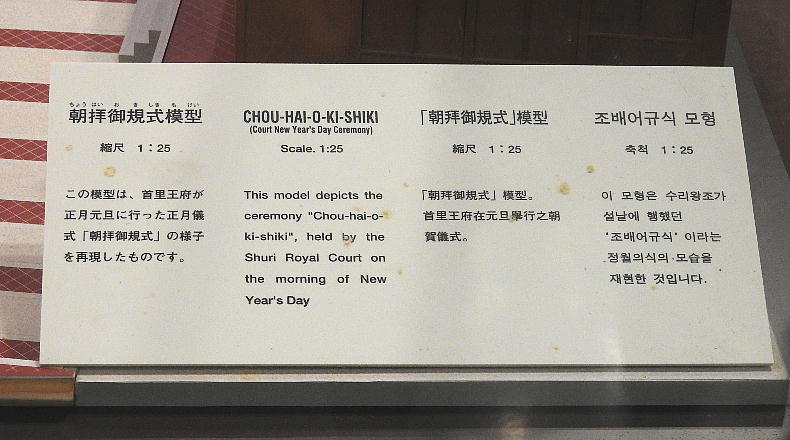 ちょう はい お き しき も けい
朝拝御規式模型
縮尺 1：25
この模型は、首里王府が
正月元旦に行った正月儀
式「朝拝御規式」の様子
を再現したものです。
CHOU-HAI-O-KI-SHIKI
(Court New Year's Day Ceremony)
Scale. 1:25
This model depicts the
ceremony "Chou-hai-o-
ki-shiki", held by the
Shuri Royal Court on
the morning of New
Year's Day
「朝拜御規式」模型
縮尺 1：25
「朝拜御規式」模型。
首里王府在元旦擧行之朝
賀儀式。
조배어규식 모형
축척 1：25
이 모형은 수리왕조가
설날에 행했던
'조배어규식' 이라는
정월의식의 모습을
재현한 것입니다.